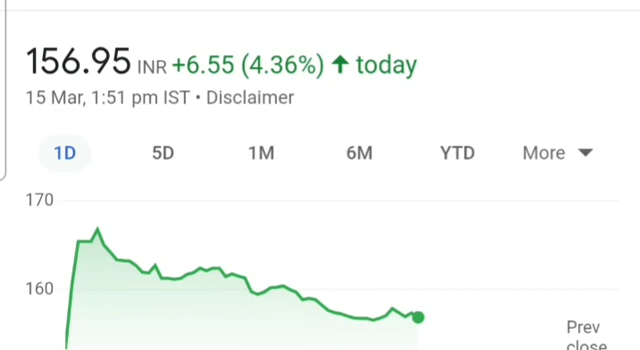 156.95 INR +6.55 (4.36%) ↑ today
15 Mar, 1:51 pm IST • Disclaimer
1D 5D 1M 6M YTD More
170
160
Prev
close